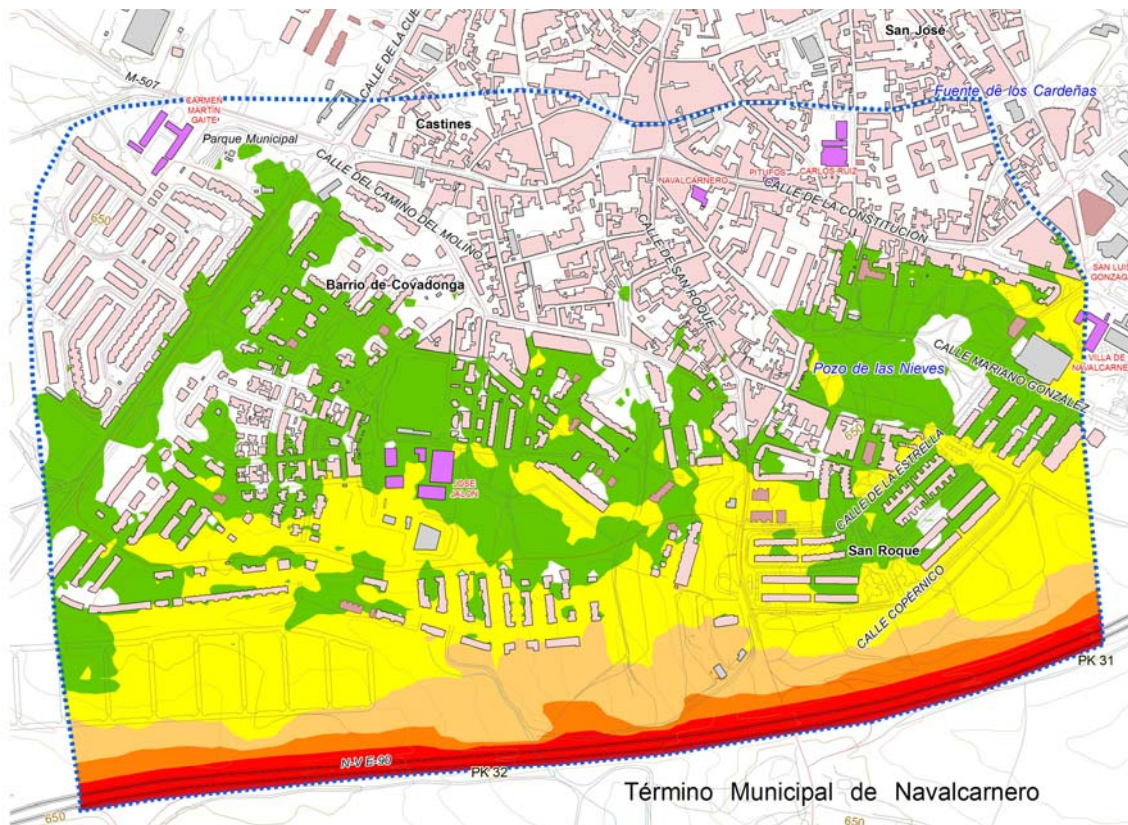 San José
CALLE DE LA CUE
M-507
Fuente de los Cardeñas
CARMEN
MARTÍN
GAITE
Castines
Parque Municipal
CALLE DEL CAMINO DEL MOLINO
NAVALCARNERO
PITUFOS
CARLOS RUIZ
CALLE DE LA CONSTITUCIÓN
650
CALLE DE SAN ROQUE
SAN LUIS
GONZAGA
Barrio de Covadonga
VILLA DE
NAVALCARNE
CALLE MARIANO GONZÁLEZ
Pozo de las Nieves
650
CALLE DE LA ESTRELLA
JOSE
JALON
San Roque
CALLE COPÉRNICO
PK 31
N-V E-90
PK 32
Término Municipal de Navalcarnero
650
650